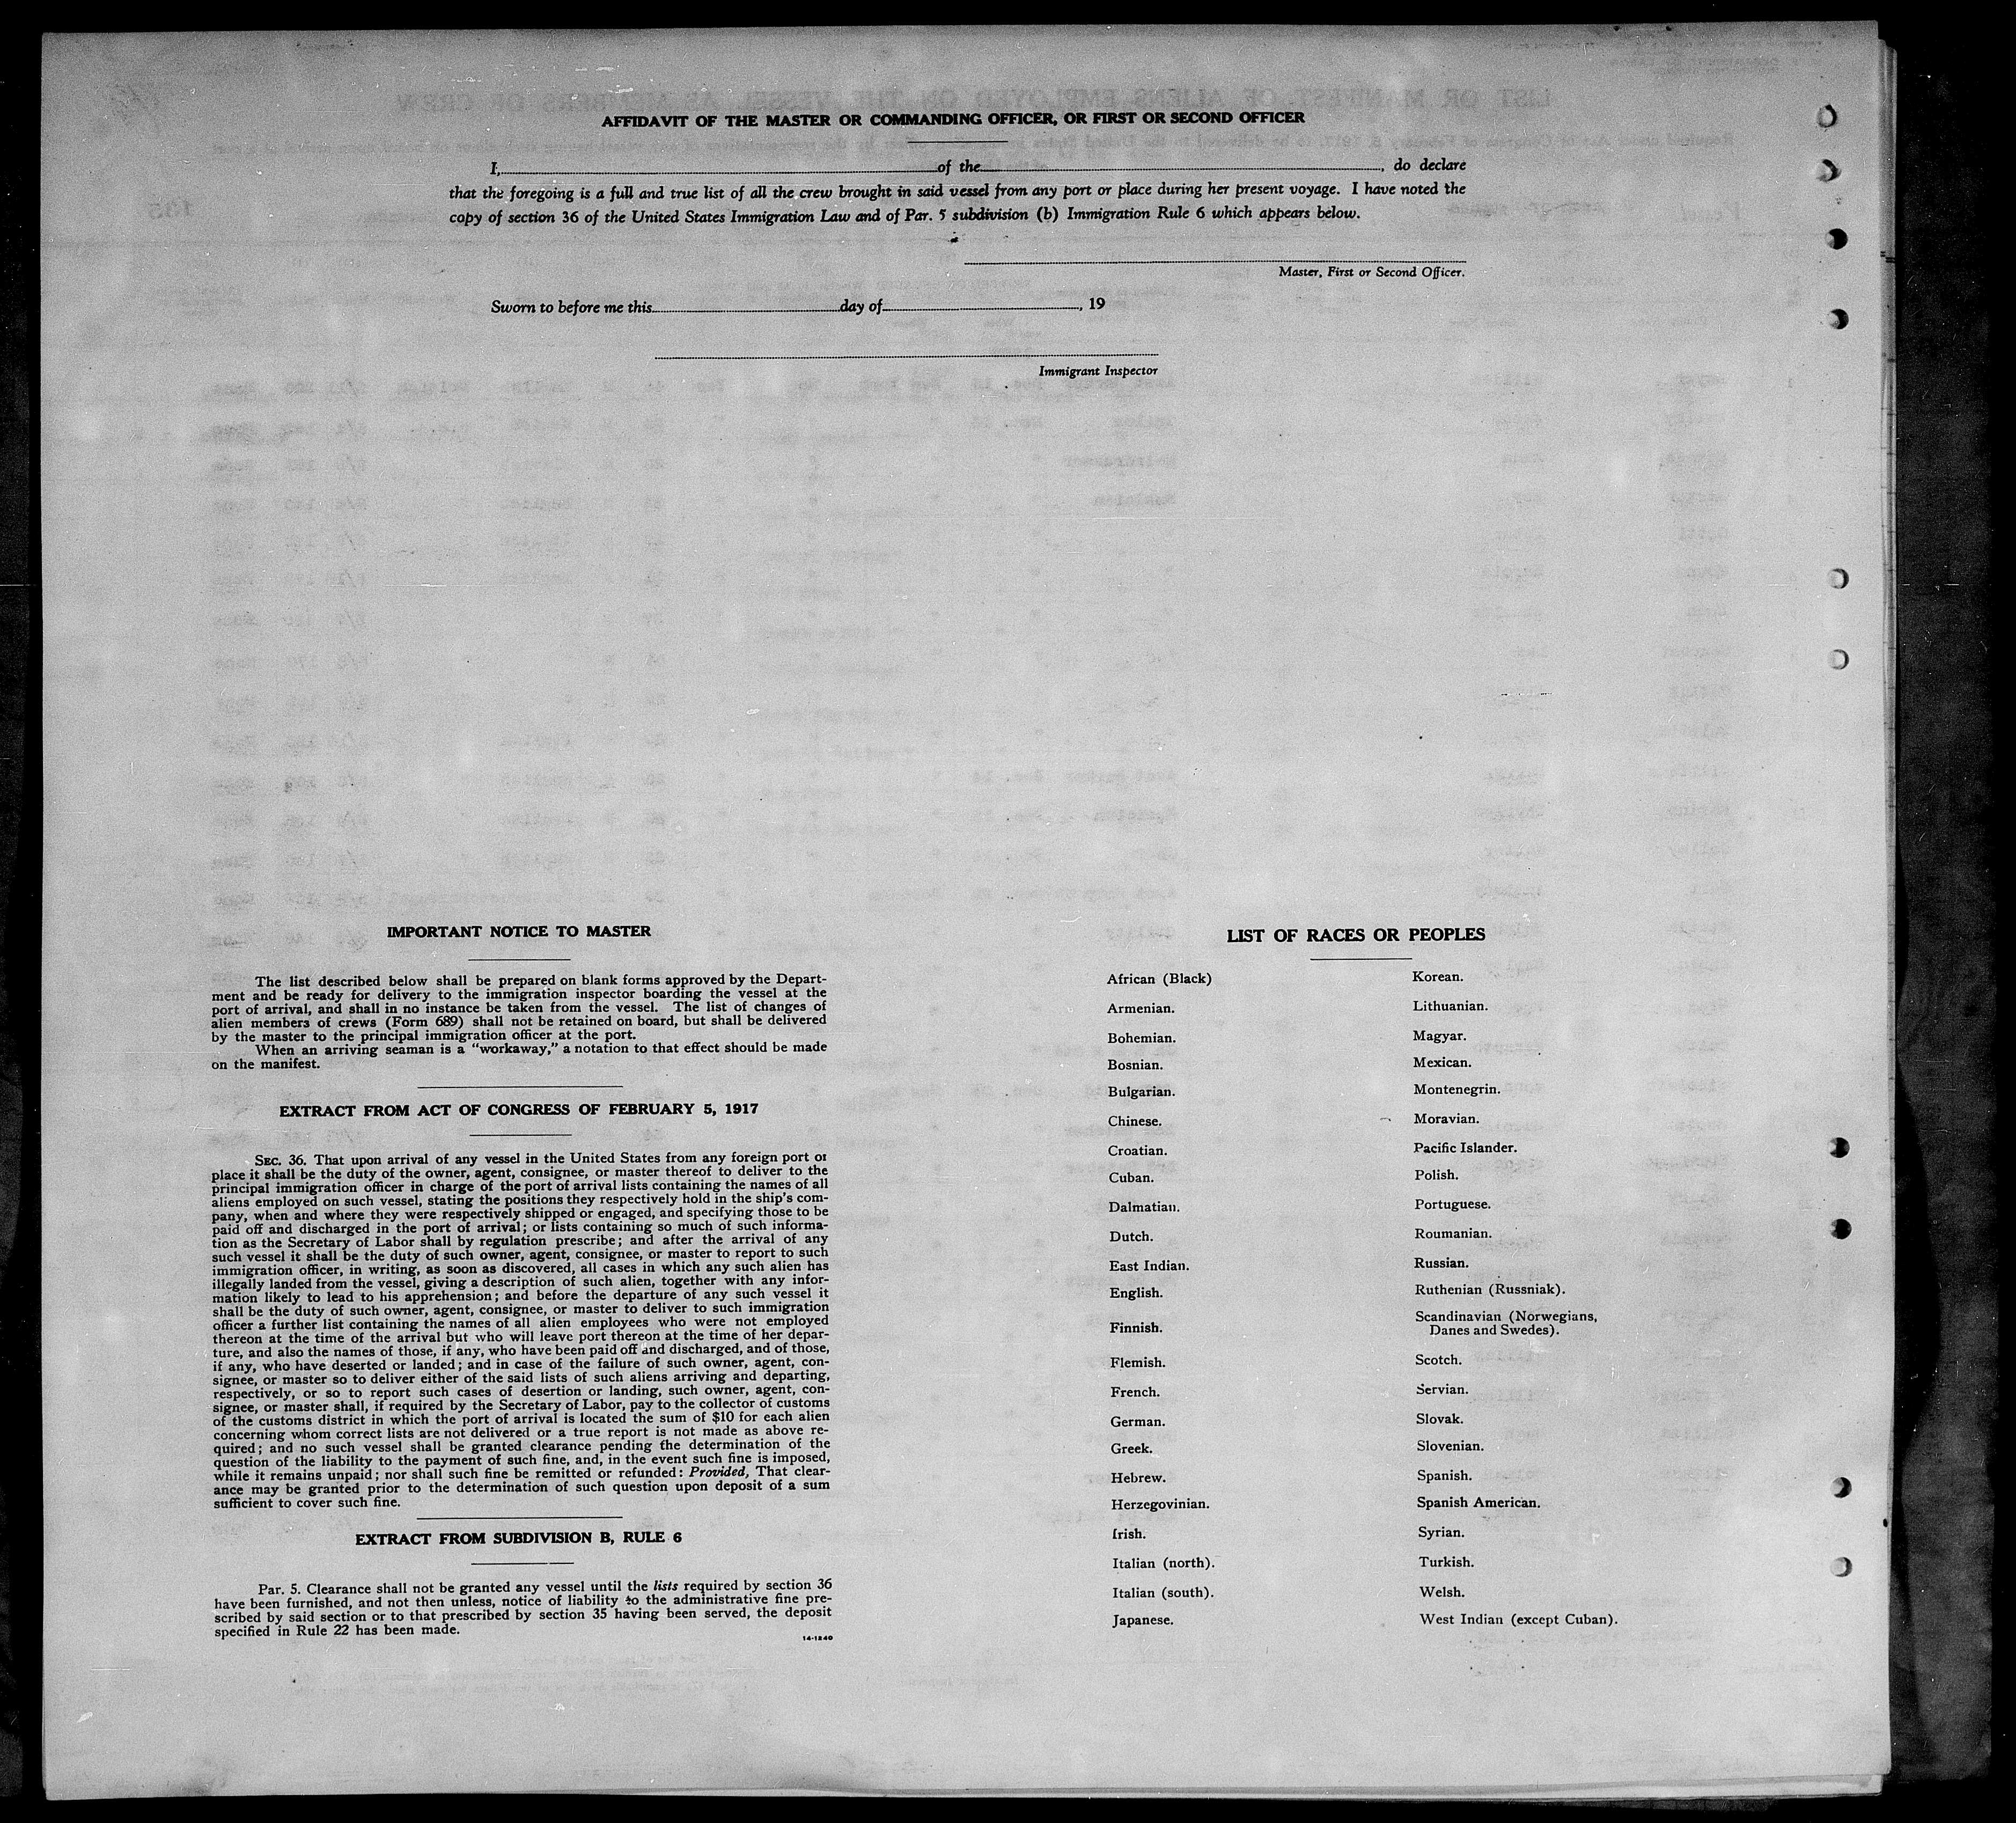 AFFIDAVIT OF THE MASTER OR COMMANDING OFFICER, OR FIRST OR SECOND OFFICER
I, of the , do declare
that the foregoing is a full and true list of all the crew brought in said vessel from any port or place during her present voyage. I have noted the
copy of section 36 of the United States Immigration Law and of Par. 5 subdivision (b) Immigration Rule 6 which appears below.
Master, First or Second Officer.
Sworn to before me this day of , 19
Immigrant Inspector
IMPORTANT NOTICE TO MASTER
The list described below shall be prepared on blank forms approved by the Depart-
ment and be ready for delivery to the immigration inspector boarding the vessel at the
port of arrival, and shall in no instance be taken from the vessel. The list of changes of
alien members of crews (Form 689) shall not be retained on board, but shall be delivered
by the master to the principal immigration officer at the port.
When an arriving seaman is a "workaway," a notation to that effect should be made
on the manifest.
EXTRACT FROM ACT OF CONGRESS OF FEBRUARY 5, 1917
SEC. 36. That upon arrival of any vessel in the United States from any foreign port or
place it shall be the duty of the owner, agent, consignee, or master thereof to deliver to the
principal immigration officer in charge of the port of arrival lists containing the names of all
aliens employed on such vessel, stating the positions they respectively hold in the ship's com-
pany, when and where they were respectively shipped or engaged, and specifying those to be
paid off and discharged in the port of arrival; or lists containing so much of such informa-
tion as the Secretary of Labor shall by regulation prescribe; and after the arrival of any
such vessel it shall be the duty of such owner, agent, consignee, or master to report to such
immigration officer, in writing, as soon as discovered, all cases in which any such alien has
illegally landed from the vessel, giving a description of such alien, together with any infor-
mation likely to lead to his apprehension; and before the departure of any such vessel it
shall be the duty of such owner, agent, consignee, or master to deliver to such immigration
officer a further list containing the names of all alien employees who were not employed
thereon at the time of the arrival but who will leave port thereon at the time of her depar-
ture, and also the names of those, if any, who have been paid off and discharged, and of those,
if any, who have deserted or landed; and in case of the failure of such owner, agent, con-
signee, or master so to deliver either of the said lists of such aliens arriving and departing,
respectively, or so to report such cases of desertion or landing, such owner, agent, con-
signee, or master shall, if required by the Secretary of Labor, pay to the collector of customs
of the customs district in which the port of arrival is located the sum of $10 for each alien
concerning whom correct lists are not delivered or a true report is not made as above re-
quired; and no such vessel shall be granted clearance pending the determination of the
question of the liability to the payment of such fine, and, in the event such fine is imposed,
while it remains unpaid; nor shall such fine be remitted or refunded: Provided, That clear-
ance may be granted prior to the determination of such question upon deposit of a sum
sufficient to cover such fine.
EXTRACT FROM SUBDIVISION B, RULE 6
Par. 5. Clearance shall not be granted any vessel until the lists required by section 36
have been furnished, and not then unless, notice of liability to the administrative fine pre-
scribed by said section or to that prescribed by section 35 having been served, the deposit
specified in Rule 22 has been made.
14-1240
LIST OF RACES OR PEOPLES
African (Black)
Armenian.
Bohemian.
Bosnian.
Bulgarian.
Chinese.
Croatian.
Cuban.
Dalmatian.
Dutch.
East Indian.
English.
Finnish.
Flemish.
French.
German.
Greek.
Hebrew.
Herzegovinian.
Irish.
Italian (north).
Italian (south).
Japanese.
Korean.
Lithuanian.
Magyar.
Mexican.
Montenegrin.
Moravian.
Pacific Islander.
Polish.
Portuguese.
Roumanian.
Russian.
Ruthenian (Russniak).
Scandinavian (Norwegians,
Danes and Swedes).
Scotch.
Servian.
Slovak.
Slovenian.
Spanish.
Spanish American.
Syrian.
Turkish.
Welsh.
West Indian (except Cuban).